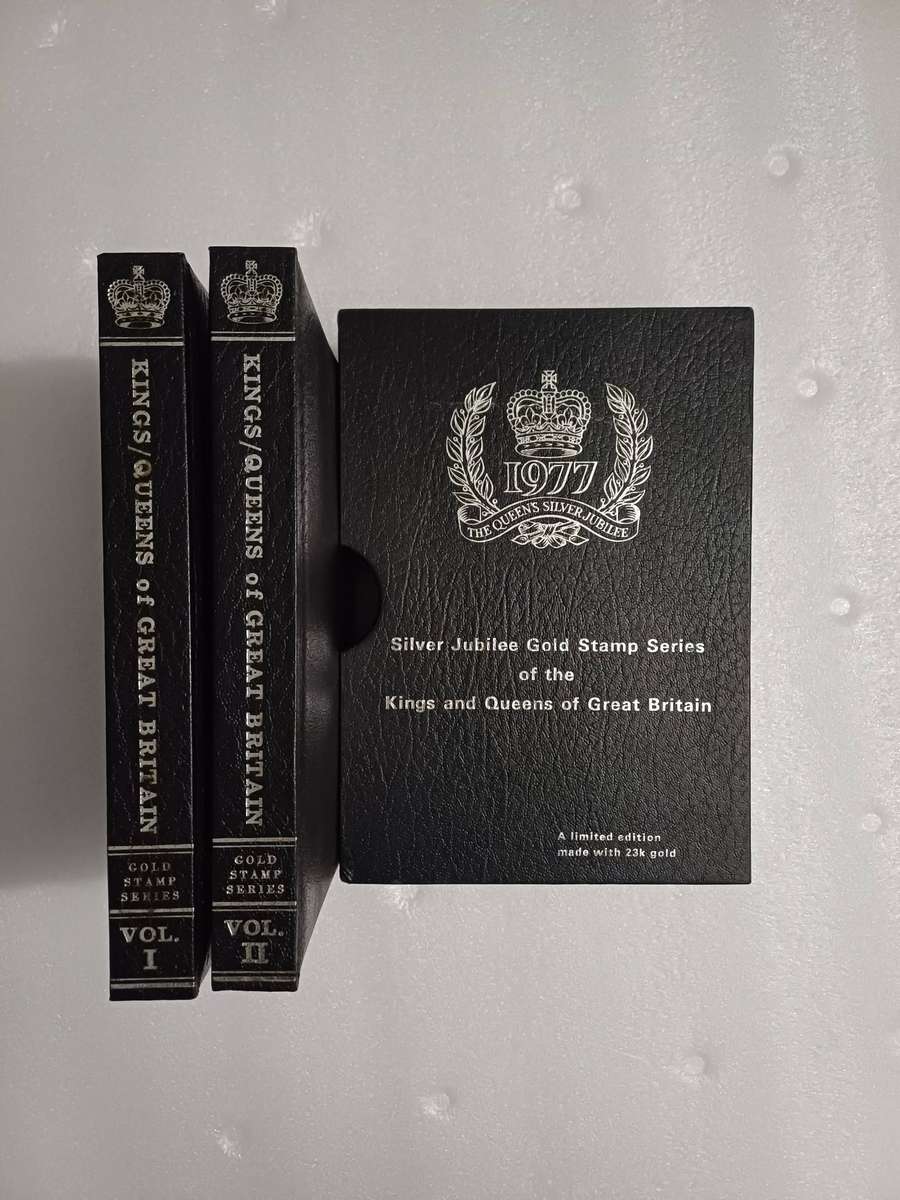 KINGS/QUEENS of GREAT BRITAIN
GOLD
STAMP
SERIES
VOL.
I
KINGS/QUEENS of GREAT BRITAIN
GOLD
STAMP
SERIES
VOL.
II
1977
THE QUEEN'S SILVER JUBILEE
Silver Jubilee Gold Stamp Series
of the
Kings and Queens of Great Britain
A limited edition
made with 23k gold